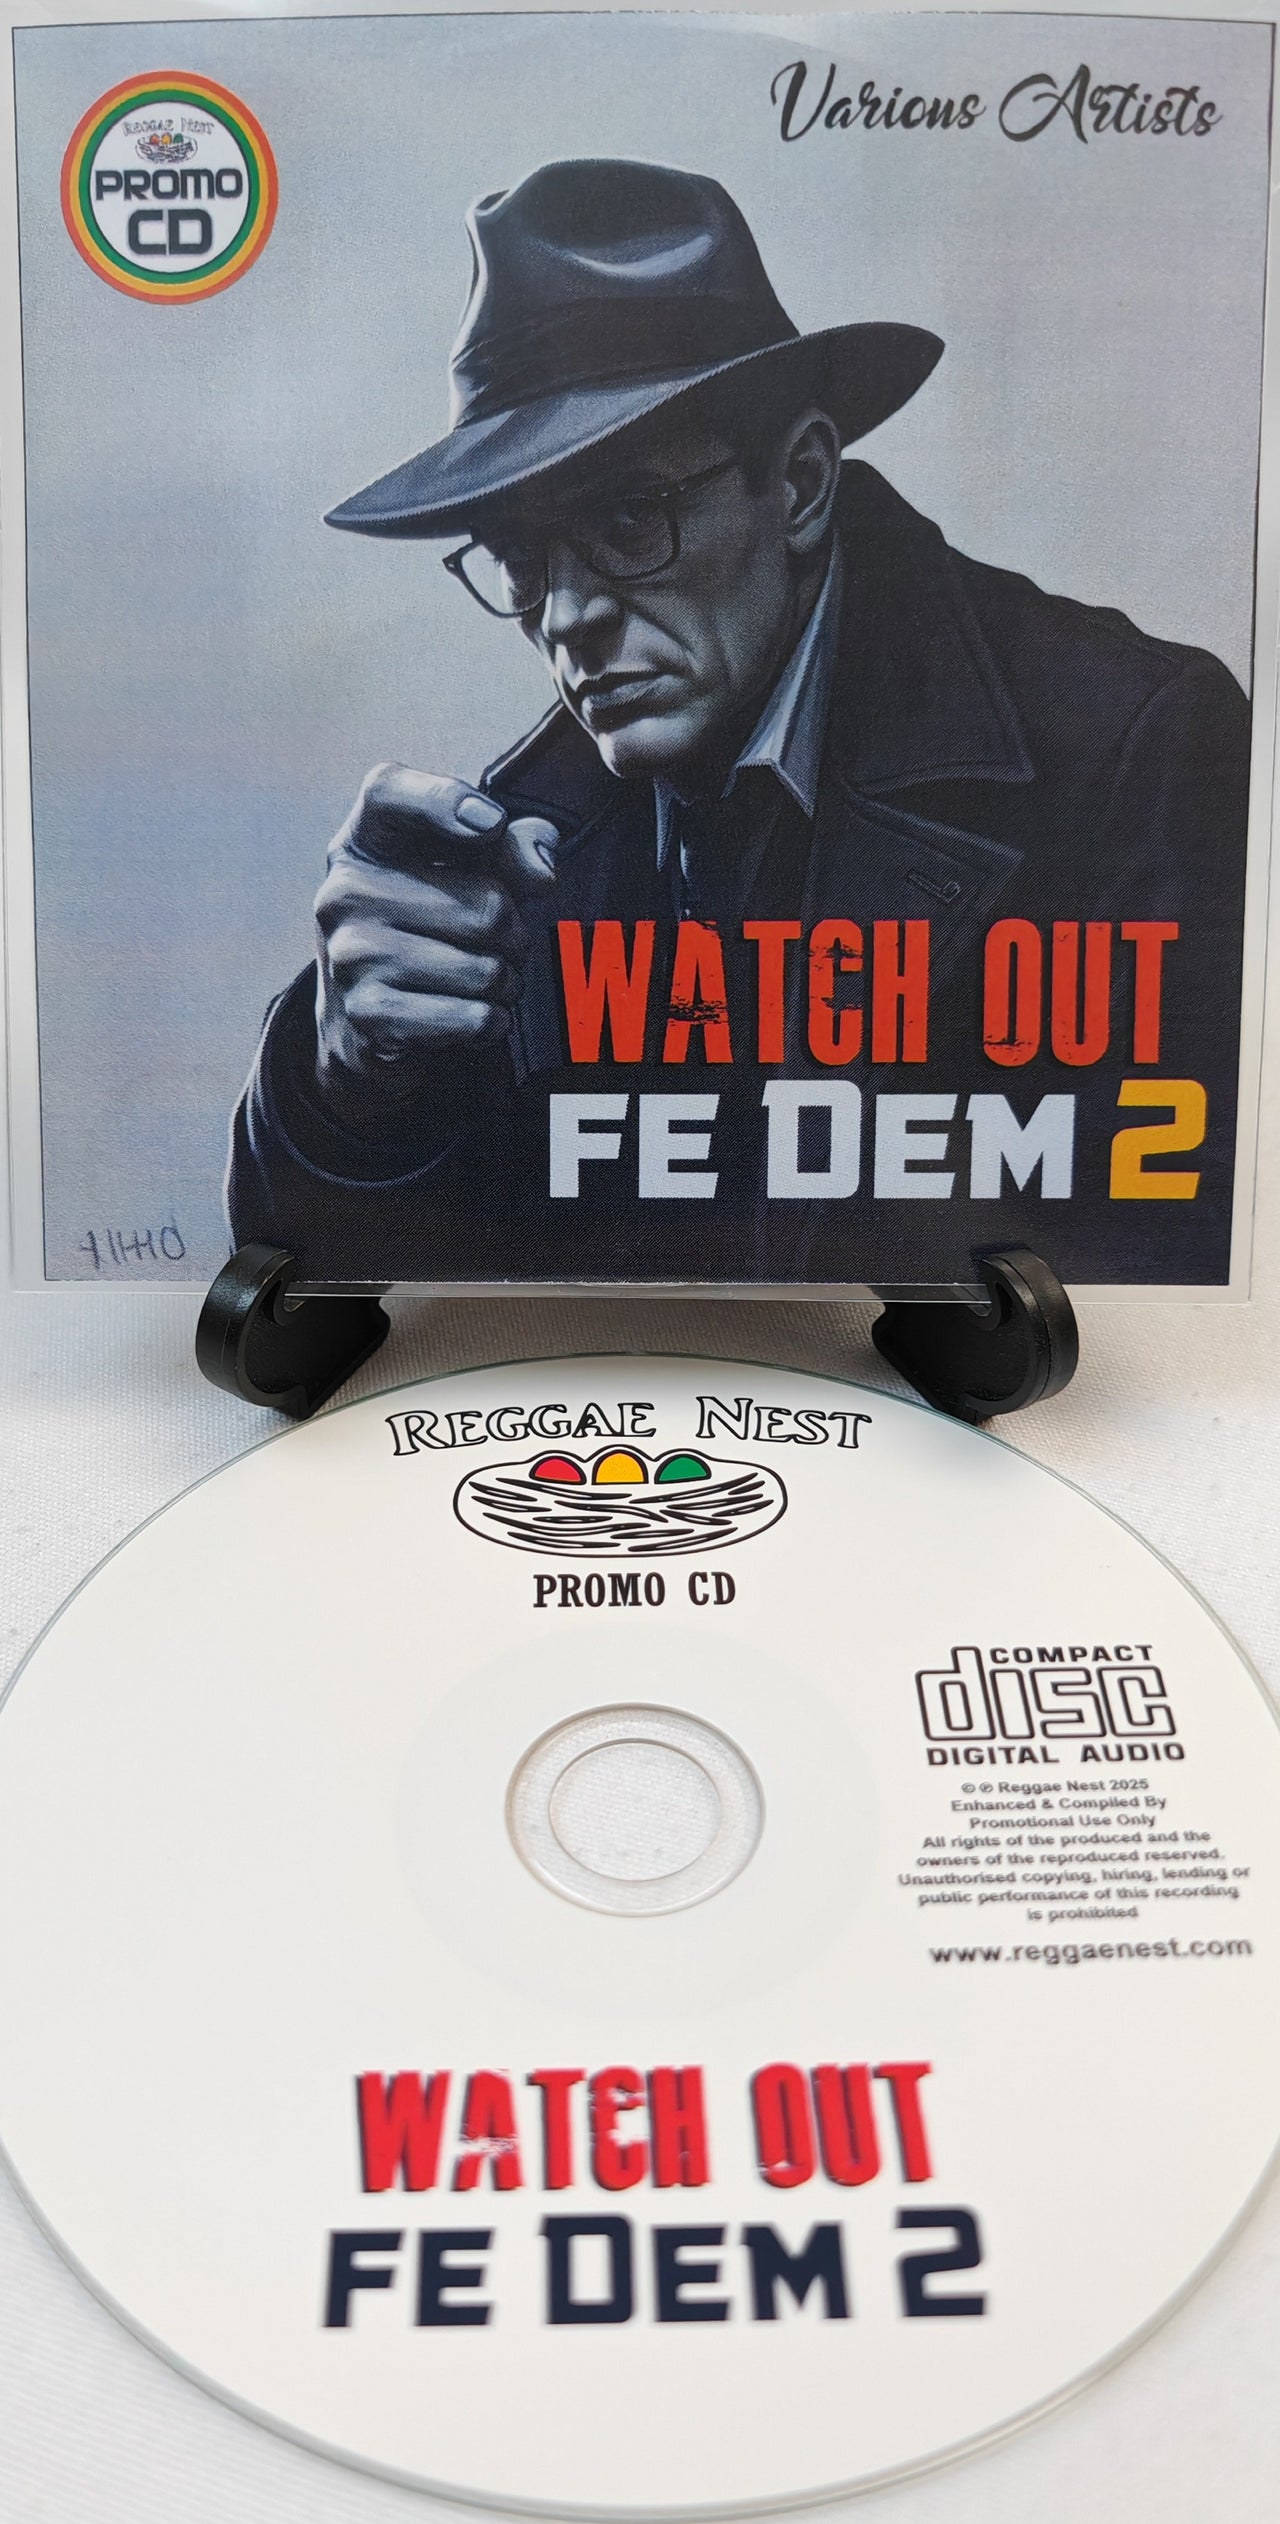 Various Artists
REGGAE NEST
PROMO
CD
WATCH OUT
FE DEM 2
REGGAE NEST
PROMO CD
COMPACT
disc
DIGITAL AUDIO
© ℗ Reggae Nest 2025
Enhanced & Compiled By
Promotional Use Only
All rights of the produced and the
owners of the reproduced reserved.
Unauthorised copying, hiring, lending or
public performance of this recording
is prohibited
www.reggaenest.com
WATCH OUT
FE DEM 2